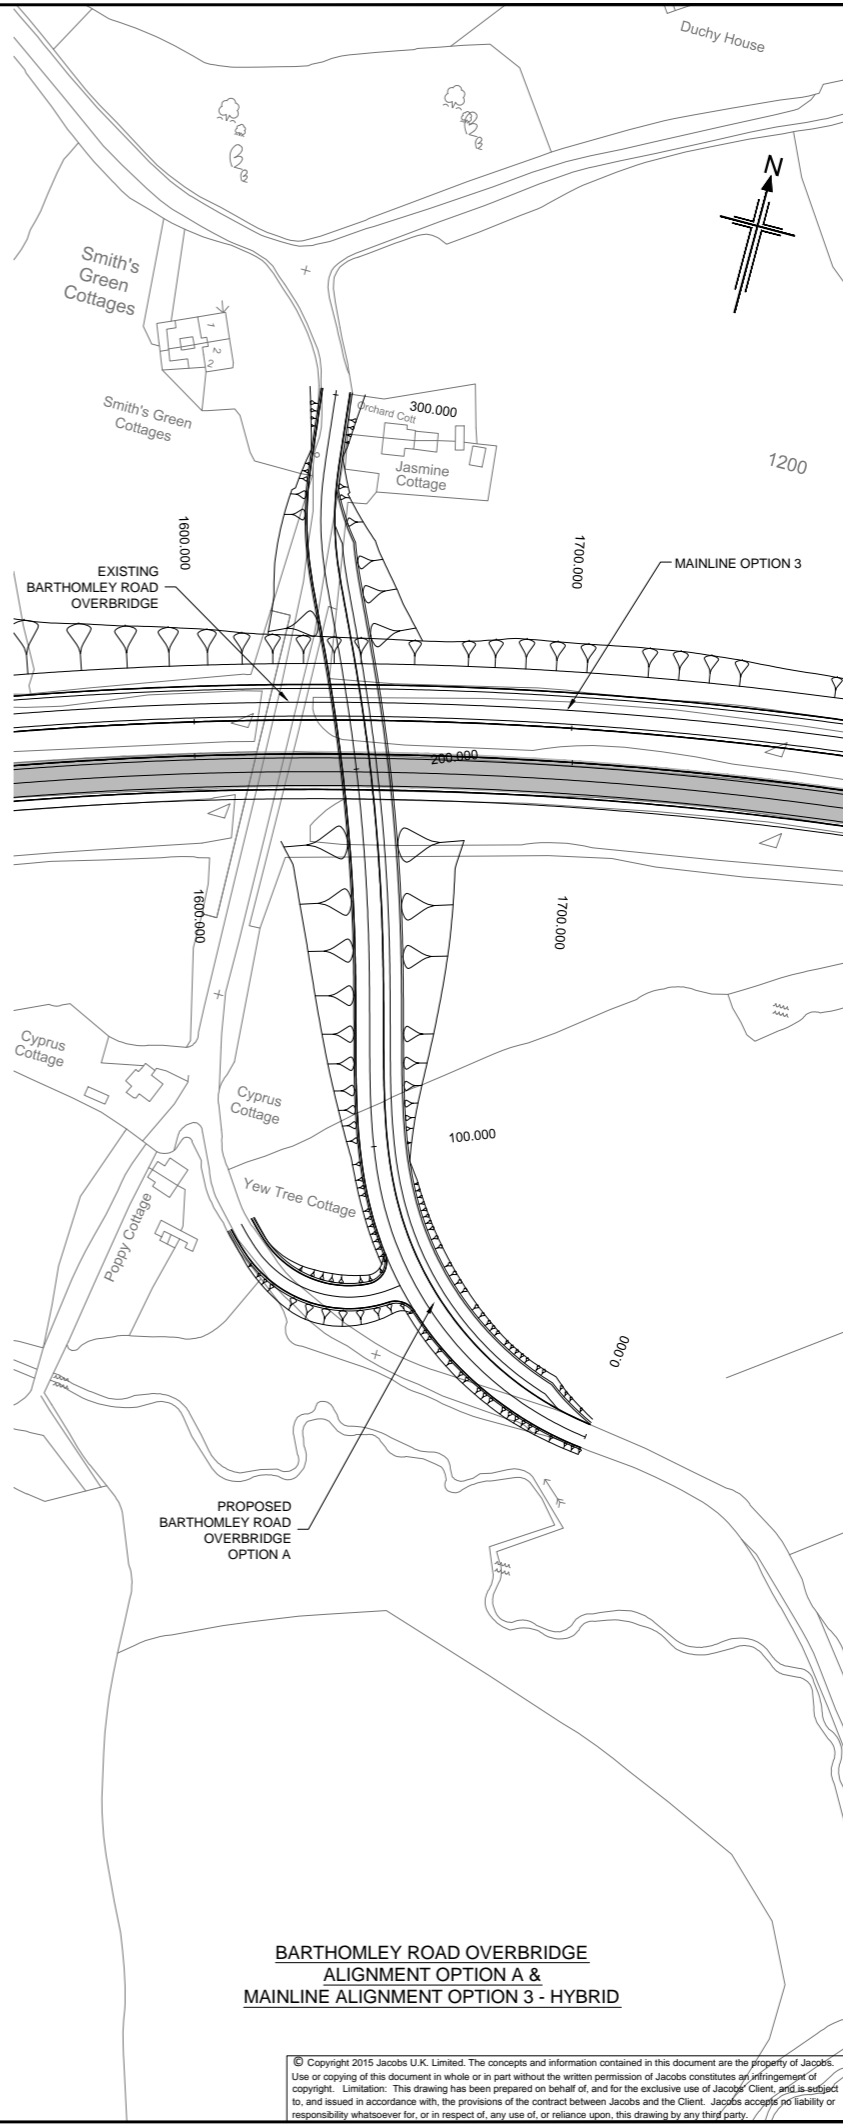 Duchy House
N
Smith's
Green
Cottages
1
2
2
Smith's Green
Cottages
Orchard Cott
300.000
Jasmine
Cottage
1200
1600.000
1700.000
EXISTING
BARTHOMLEY ROAD
OVERBRIDGE
MAINLINE OPTION 3
200.000
1600.000
1700.000
Cyprus
Cottage
Cyprus
Cottage
100.000
Yew Tree Cottage
Poppy Cottage
0.000
PROPOSED
BARTHOMLEY ROAD
OVERBRIDGE
OPTION A
BARTHOMLEY ROAD OVERBRIDGE
ALIGNMENT OPTION A &
MAINLINE ALIGNMENT OPTION 3 - HYBRID
© Copyright 2015 Jacobs U.K. Limited. The concepts and information contained in this document are the property of Jacobs.
Use or copying of this document in whole or in part without the written permission of Jacobs constitutes an infringement of
copyright. Limitation: This drawing has been prepared on behalf of, and for the exclusive use of Jacobs' Client, and is subject
to, and issued in accordance with, the provisions of the contract between Jacobs and the Client. Jacobs accepts no liability or
responsibility whatsoever for, or in respect of, any use of, or reliance upon, this drawing by any third party.